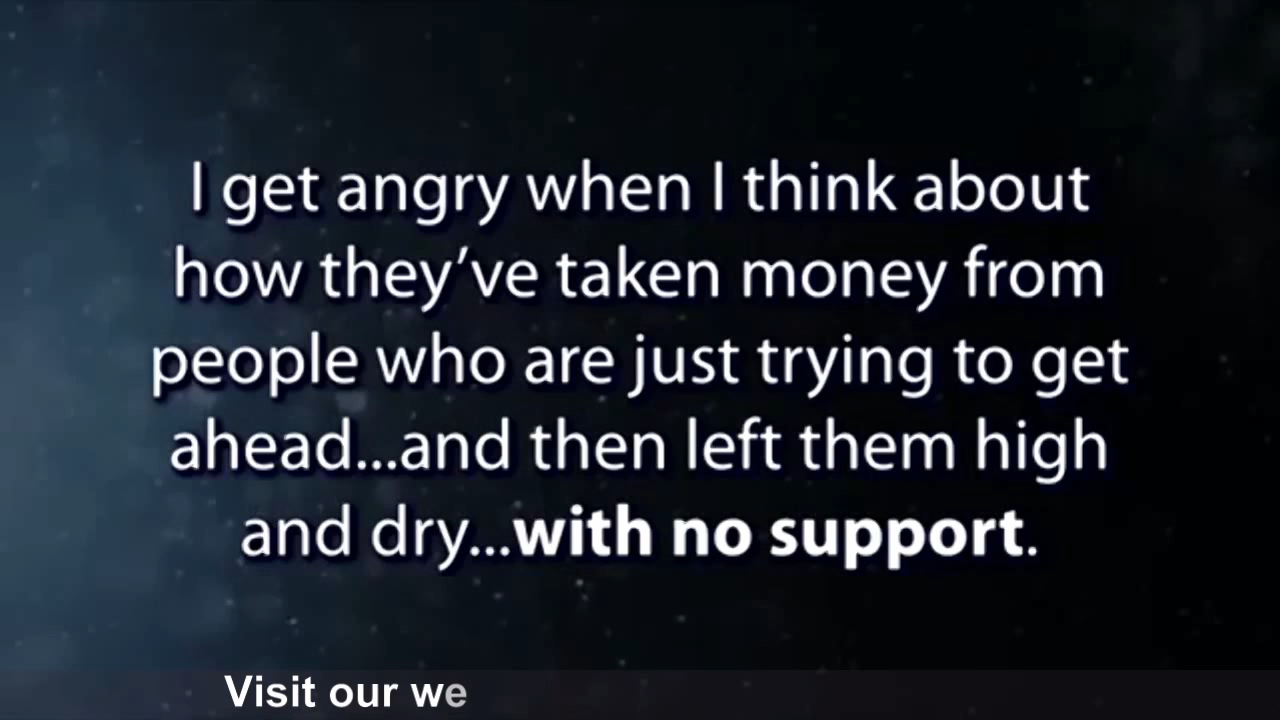 I get angry when I think about
how they’ve taken money from
people who are just trying to get
ahead...and then left them high
and dry...with no support.
Visit our we